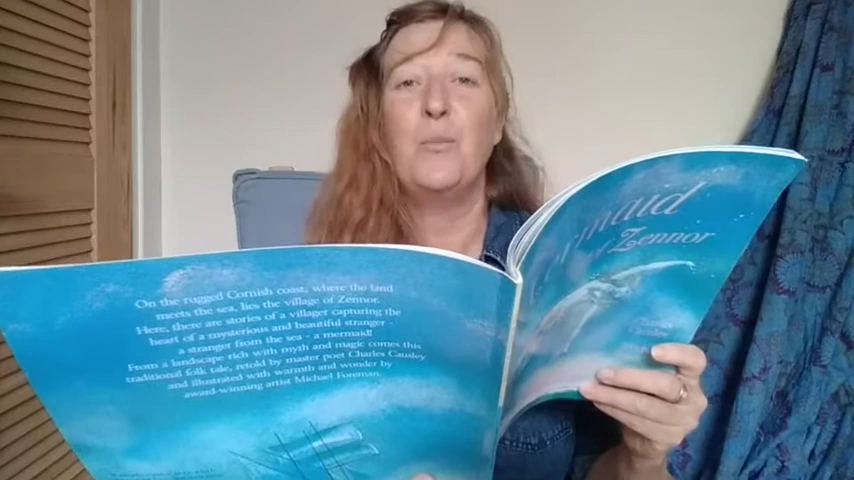 On the rugged Cornish coast, where the land
meets the sea, lies the village of Zennor.
Here, there are stories of a villager capturing the
heart of a mysterious and beautiful stranger -
a stranger from the sea - a mermaid!
From a landscape rich with myth and magic comes this
traditional folk tale, retold by master poet Charles Causley
and illustrated with warmth and wonder by
award-winning artist Michael Foreman.
rmaid
of Zennor